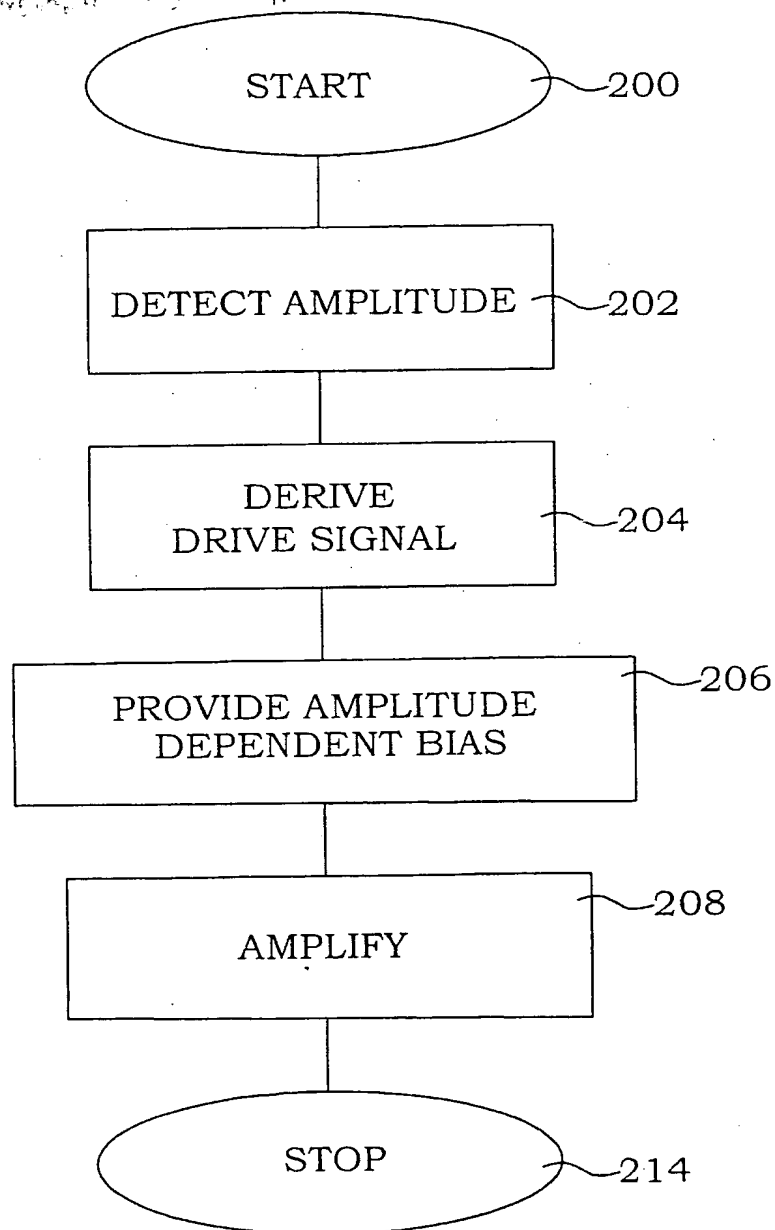 START
200
DETECT AMPLITUDE
202
DERIVE
DRIVE SIGNAL
204
PROVIDE AMPLITUDE
DEPENDENT BIAS
206
AMPLIFY
208
STOP
214